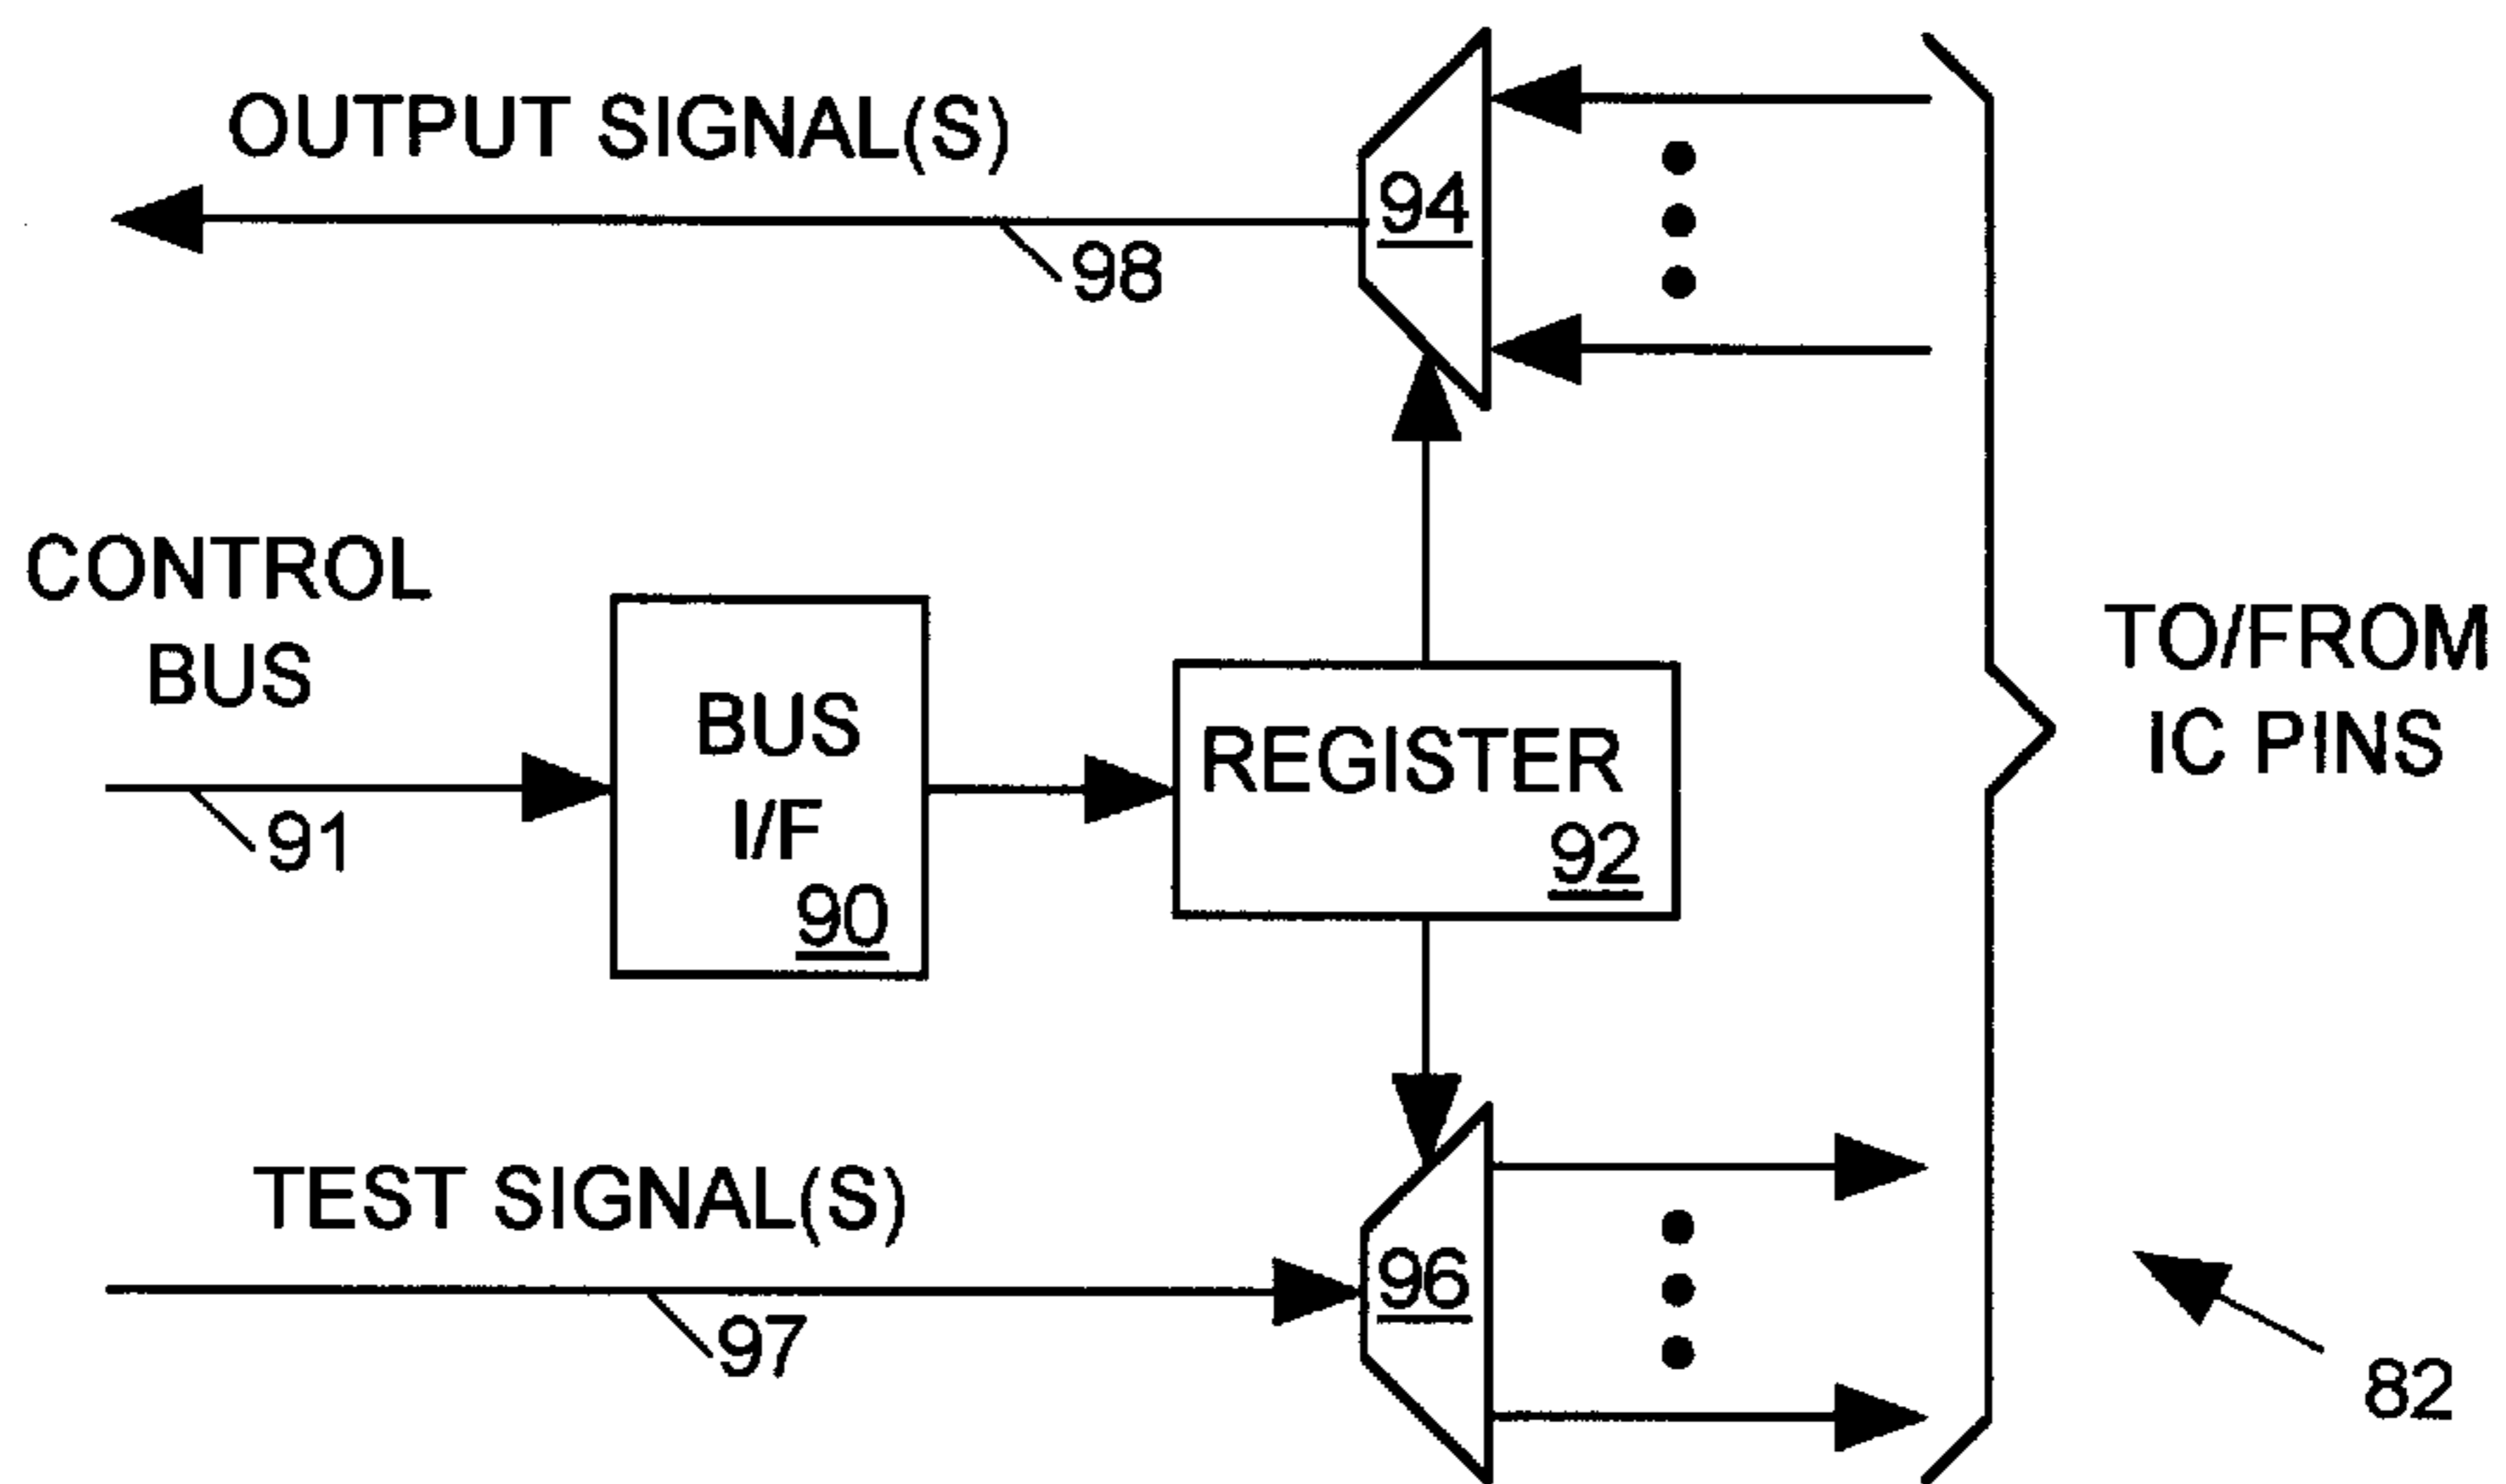 OUTPUT SIGNAL(S)
94
98
CONTROL
BUS
91
BUS
I/F
90
REGISTER
92
TO/FROM
IC PINS
TEST SIGNAL(S)
97
96
82